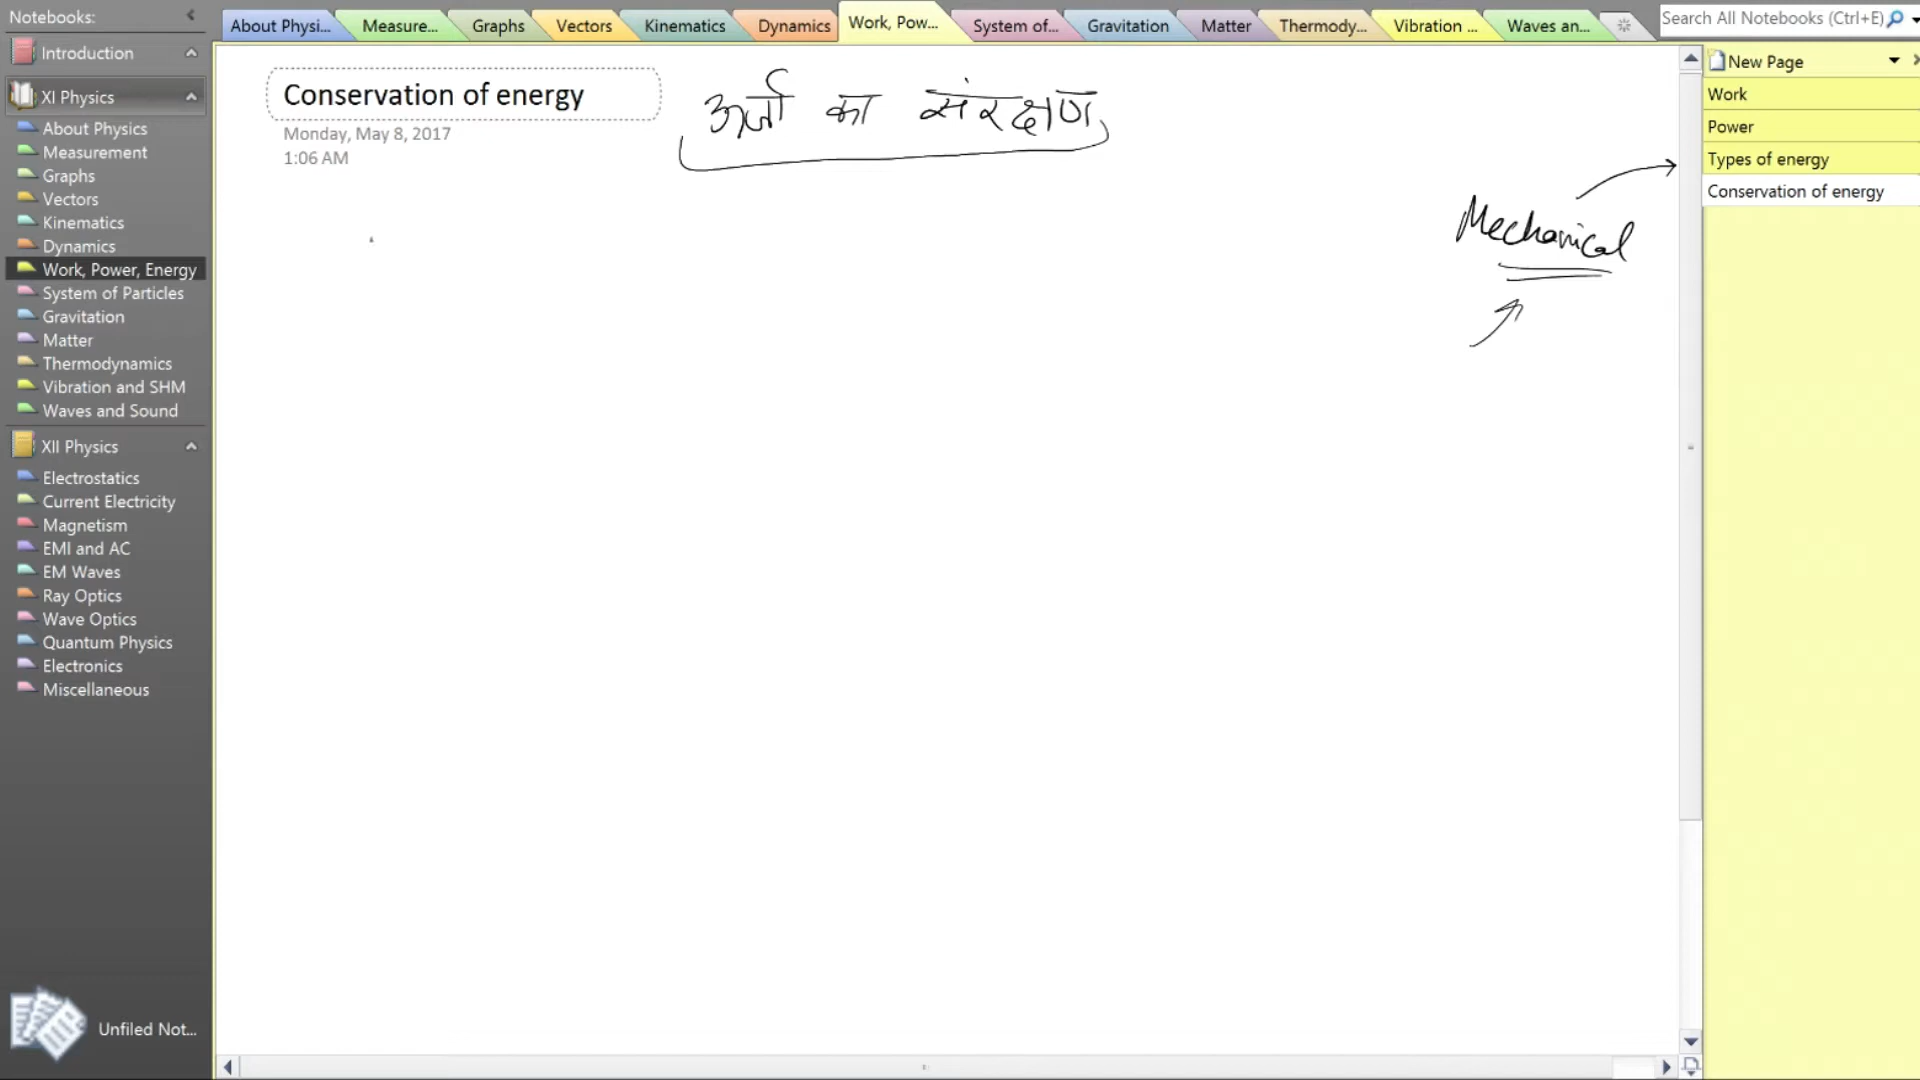 Notebooks:
Introduction
XI Physics
About Physics
Measurement
Graphs
Vectors
Kinematics
Dynamics
Work, Power, Energy
System of Particles
Gravitation
Matter
Thermodynamics
Vibration and SHM
Waves and Sound
XII Physics
Electrostatics
Current Electricity
Magnetism
EMI and AC
EM Waves
Ray Optics
Wave Optics
Quantum Physics
Electronics
Miscellaneous
Unfiled Not...
About Physi... Measure... Graphs Vectors Kinematics Dynamics Work, Pow... System of... Gravitation Matter Thermody... Vibration ... Waves an...
Search All Notebooks (Ctrl+E)
Conservation of energy
ऊर्जा का संरक्षण
Monday, May 8, 2017
1:06 AM
Mechanical
New Page
Work
Power
Types of energy
Conservation of energy